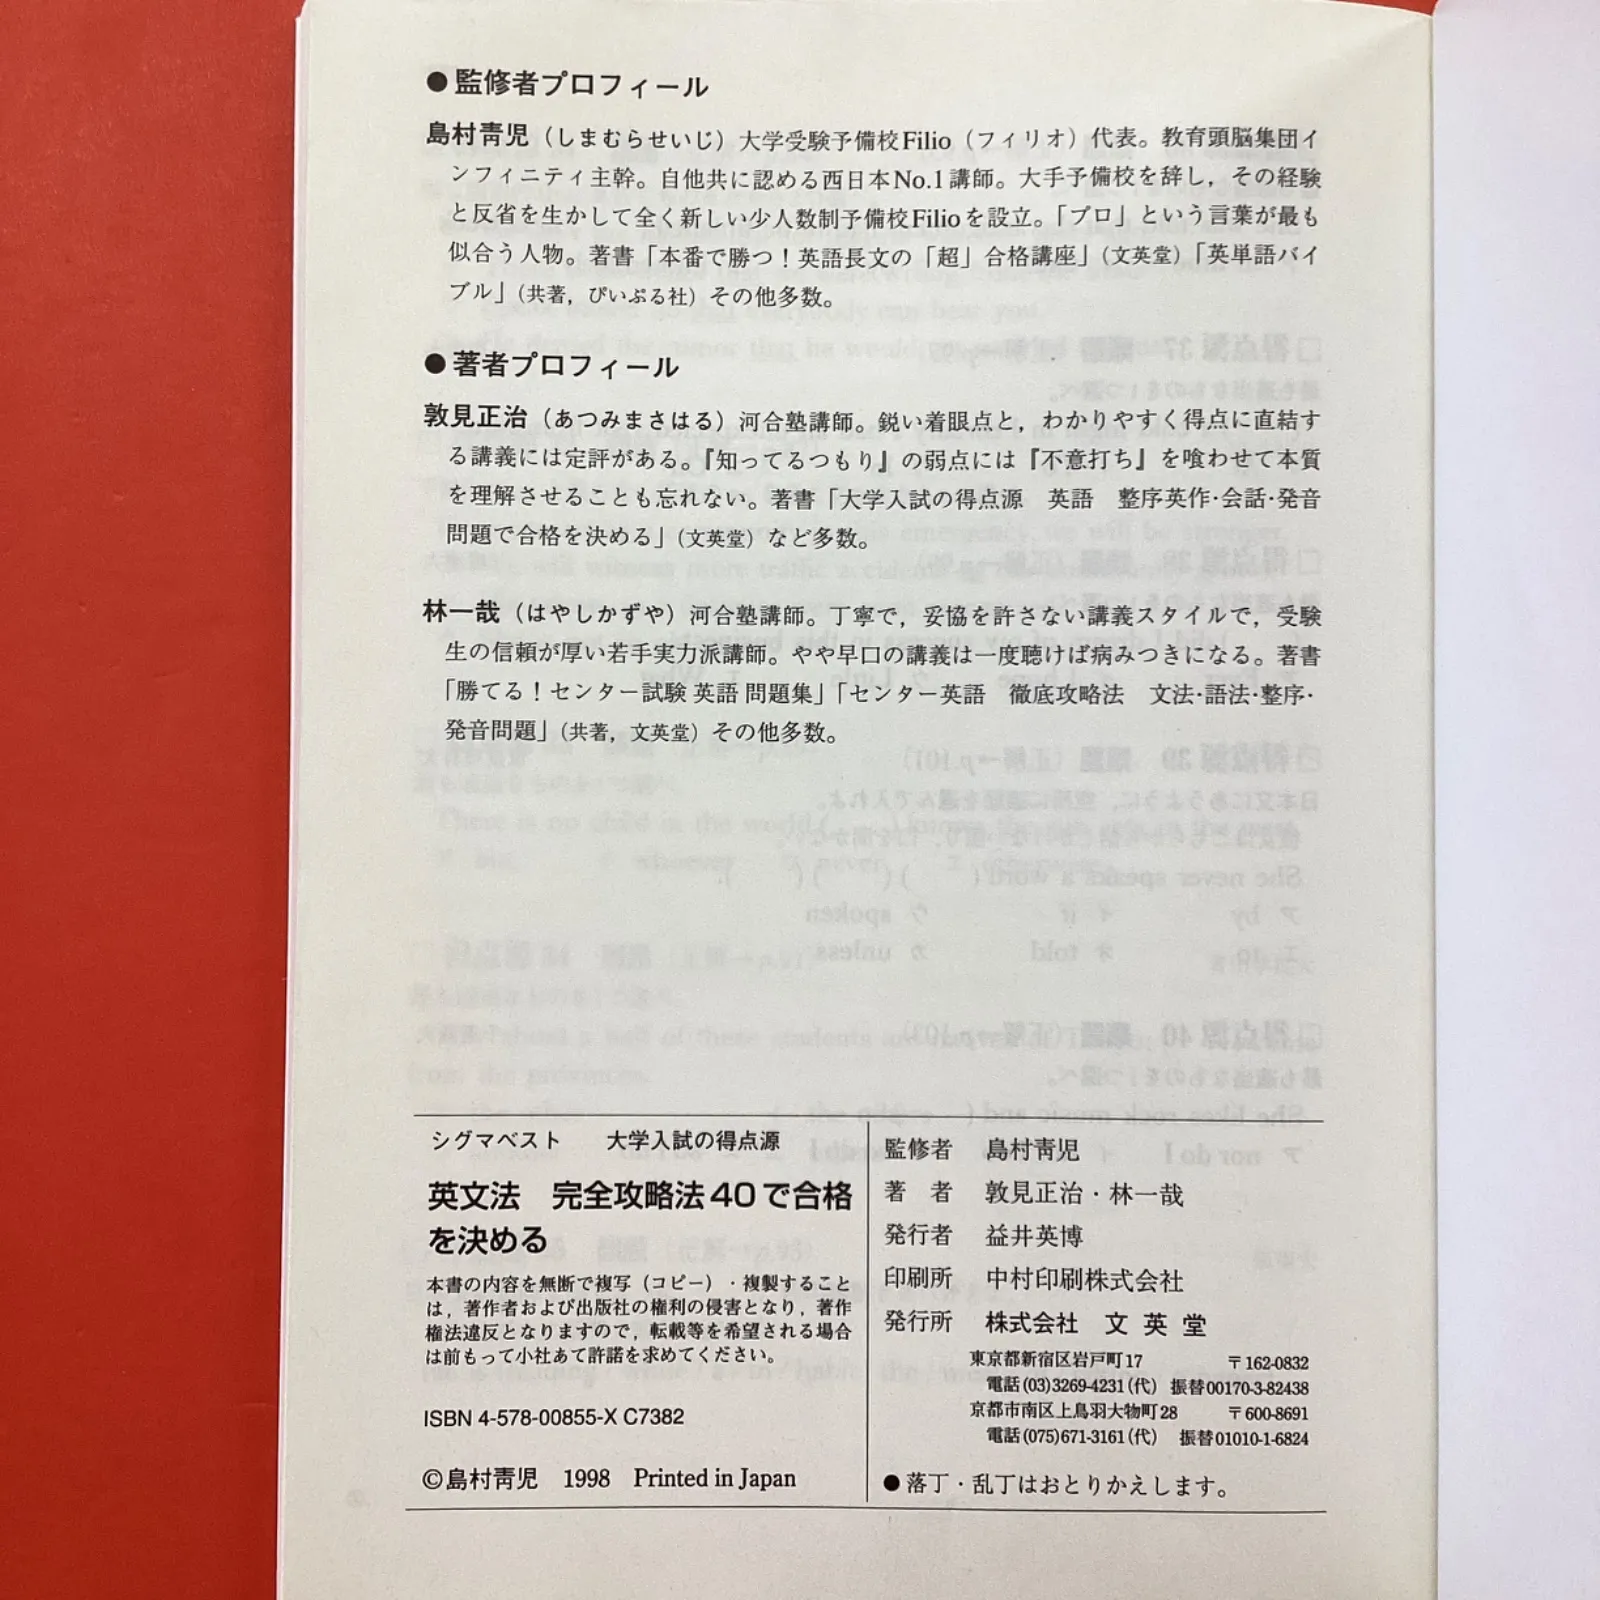 ●監修者プロフィール
島村靑児（しまむらせいじ）大学受験予備校Filio（フィリオ）代表。教育頭脳集団イ
ンフィニティ主幹。自他共に認める西日本No.1講師。大手予備校を辞し，その経験
と反省を生かして全く新しい少人数制予備校Filioを設立。「プロ」という言葉が最も
似合う人物。著書「本番で勝つ！英語長文の「超」合格講座」（文英堂）「英単語バイ
ブル」（共著，ぴいぷる社）その他多数。
●著者プロフィール
敦見正治（あつみまさはる）河合塾講師。鋭い着眼点と，わかりやすく得点に直結す
る講義には定評がある。『知ってるつもり』の弱点には『不意打ち』を喰わせて本質
を理解させることも忘れない。著書「大学入試の得点源　英語　整序英作・会話・発音
問題で合格を決める」（文英堂）など多数。
林一哉（はやしかずや）河合塾講師。丁寧で，妥協を許さない講義スタイルで，受験
生の信頼が厚い若手実力派講師。やや早口の講義は一度聴けば病みつきになる。著書
「勝てる！センター試験 英語 問題集」「センター英語　徹底攻略法　文法・語法・整序・
発音問題」（共著，文英堂）その他多数。
シグマベスト　大学入試の得点源
英文法　完全攻略法40で合格
を決める
本書の内容を無断で複写（コピー）・複製すること
は，著作者および出版社の権利の侵害となり，著作
権法違反となりますので，転載等を希望される場合
は前もって小社あて許諾を求めてください。
ISBN 4-578-00855-X C7382
©島村靑児　1998　Printed in Japan
監修者　島村靑児
著　者　敦見正治・林一哉
発行者　益井英博
印刷所　中村印刷株式会社
発行所　株式会社　文英堂
東京都新宿区岩戸町17　〒162-0832
電話(03)3269-4231(代)　振替00170-3-82438
京都市南区上鳥羽大物町28　〒600-8691
電話(075)671-3161(代)　振替01010-1-6824
●落丁・乱丁はおとりかえします。